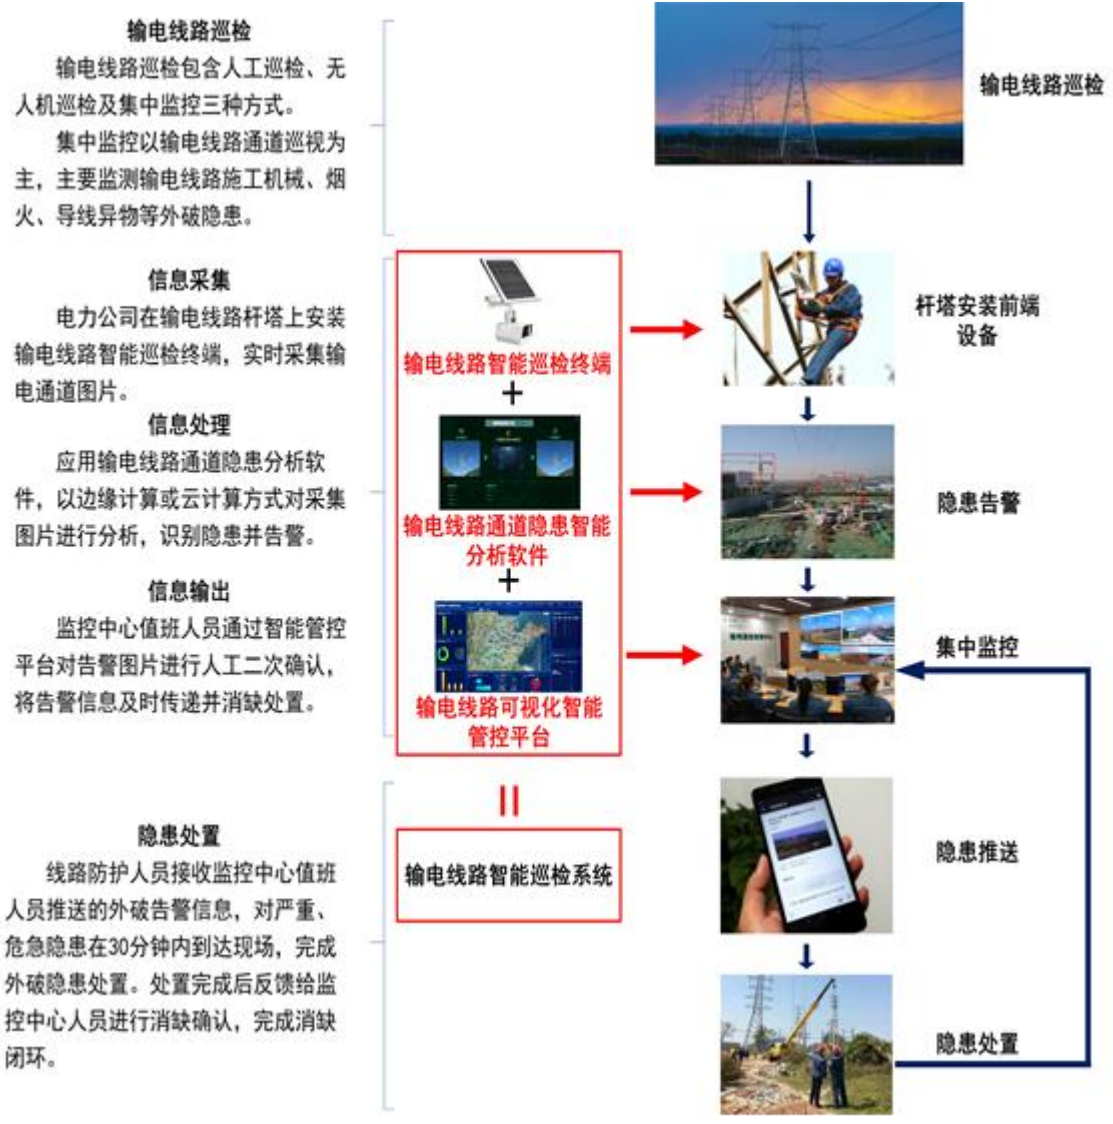 输电线路巡检
输电线路巡检包含人工巡检、无
人机巡检及集中监控三种方式。
集中监控以输电线路通道巡视为
主，主要监测输电线路施工机械、烟
火、导线异物等外破隐患。
信息采集
电力公司在输电线路杆塔上安装
输电线路智能巡检终端，实时采集输
电通道图片。
信息处理
应用输电线路通道隐患分析软
件，以边缘计算或云计算方式对采集
图片进行分析，识别隐患并告警。
信息输出
监控中心值班人员通过智能管控
平台对告警图片进行人工二次确认，
将告警信息及时传递并消缺处置。
隐患处置
线路防护人员接收监控中心值班
人员推送的外破告警信息，对严重、
危急隐患在30分钟内到达现场，完成
外破隐患处置。处置完成后反馈给监
控中心人员进行消缺确认，完成消缺
闭环。
输电线路智能巡检终端
+
输电线路通道隐患智能
分析软件
+
输电线路可视化智能
管控平台
输电线路智能巡检系统
输电线路巡检
杆塔安装前端
设备
隐患告警
集中监控
隐患推送
隐患处置